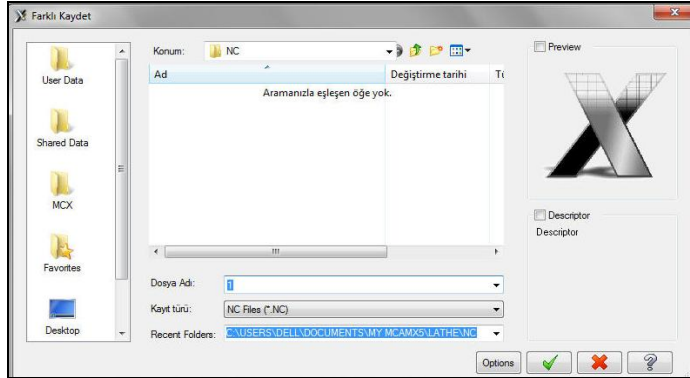 Farklı Kaydet
User Data
Shared Data
MCX
Favorites
Desktop
Konum: NC
Ad Değiştirme tarihi Tü
Aramanızla eşleşen öğe yok.
Dosya Adı: 1
Kayıt türü: NC Files (*.NC)
Recent Folders: C:\USERS\DELL\DOCUMENTS\MY MCAMX5\LATHE\NC
Preview
Descriptor
Descriptor
Options